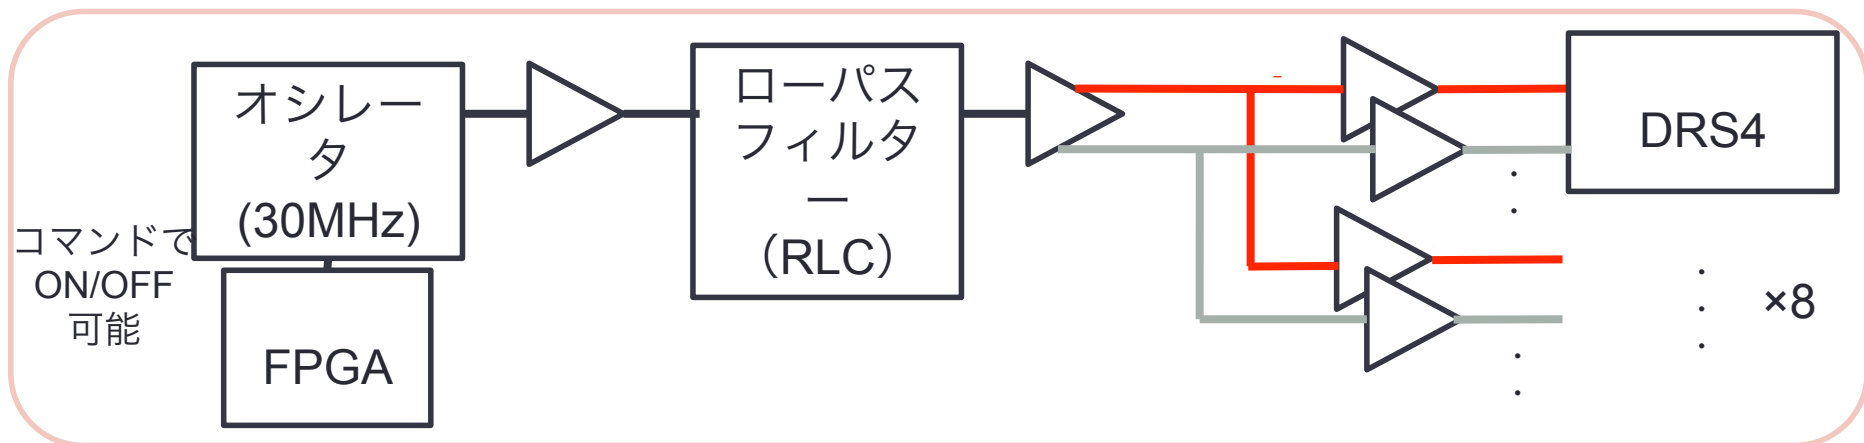 オシレー
タ
(30MHz)
コマンドで
ON/OFF
可能
FPGA
ローパス
フィルタ
ー
（RLC）
DRS4
×8